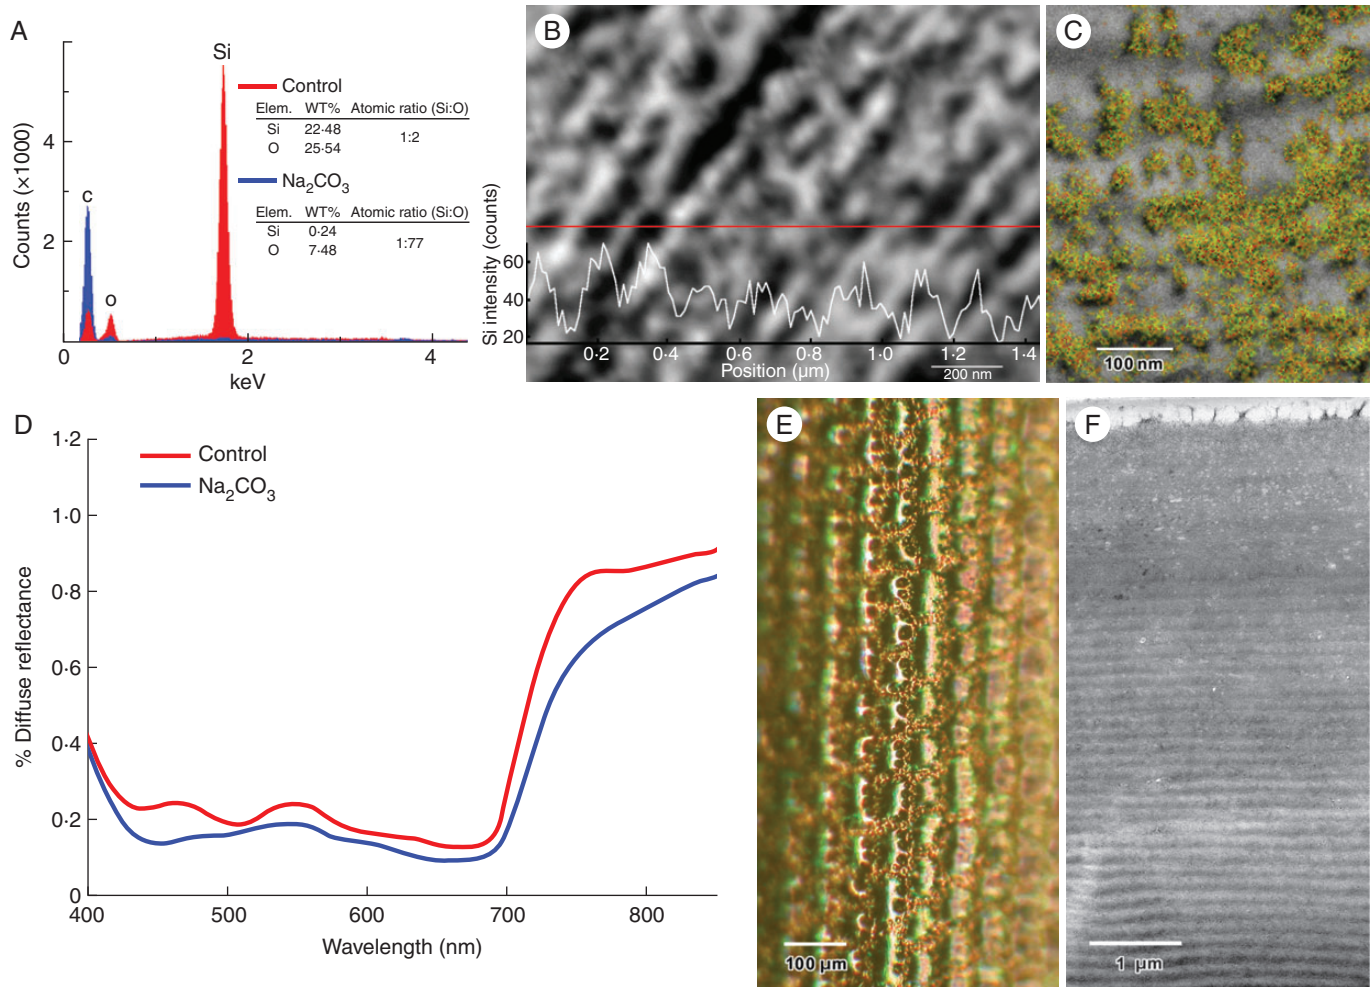 A
Counts (×1000)
4
2
0
2
4
keV
C
O
Si
Control
Elem. WT% Atomic ratio (Si:O)
Si 22·48 1:2
O 25·54
Na2CO3
Elem. WT% Atomic ratio (Si:O)
Si 0·24 1:77
O 7·48
B
Si intensity (counts)
60
40
20
0·2 0·4 0·6 0·8 1·0 1·2 1·4
Position (µm)
200 nm
C
100 nm
D
% Diffuse reflectance
1·2
1·0
0.8
0.6
0.4
0.2
0
400 500 600 700 800
Wavelength (nm)
Control
Na2CO3
E
100 µm
F
1 µm